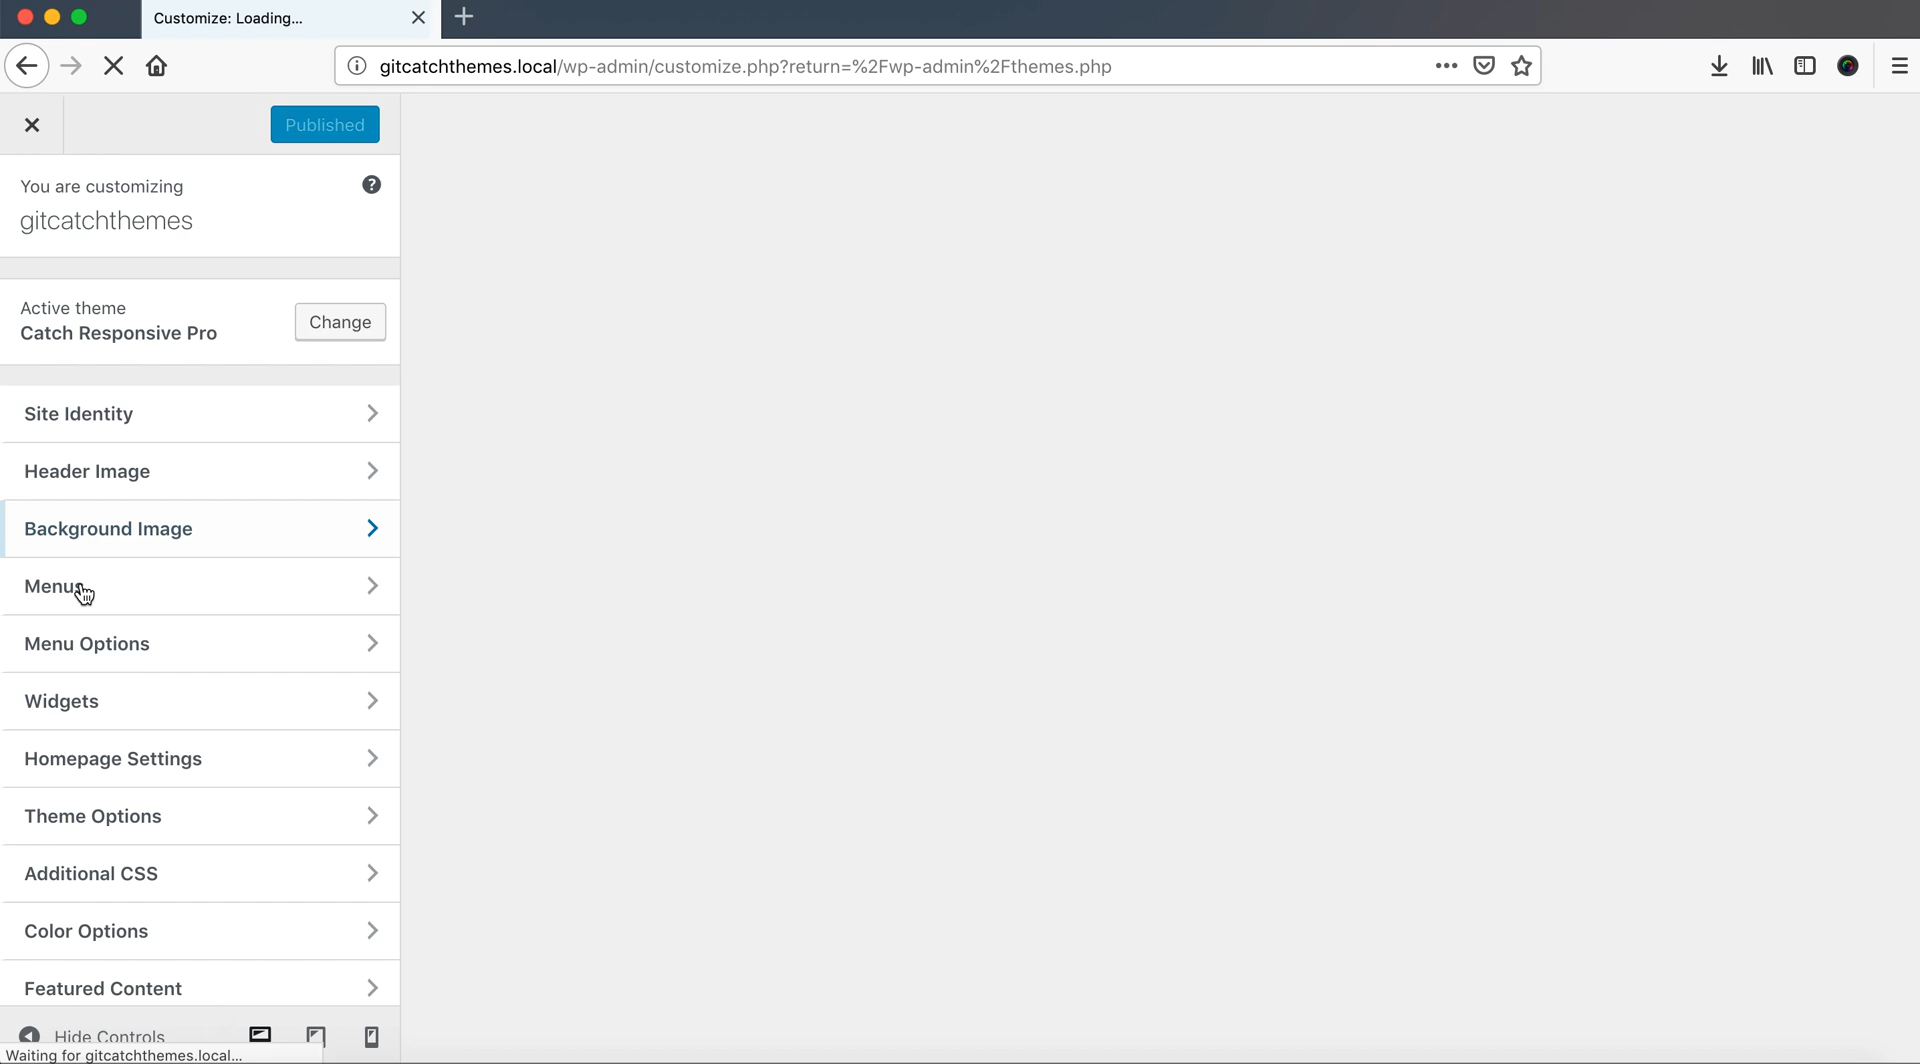 Customize: Loading...
gitcatchthemes.local/wp-admin/customize.php?return=%2Fwp-admin%2Fthemes.php
Published
You are customizing
gitcatchthemes
Active theme
Catch Responsive Pro
Change
Site Identity
Header Image
Background Image
Menus
Menu Options
Widgets
Homepage Settings
Theme Options
Additional CSS
Color Options
Featured Content
Hide Controls
Waiting for gitcatchthemes.local...